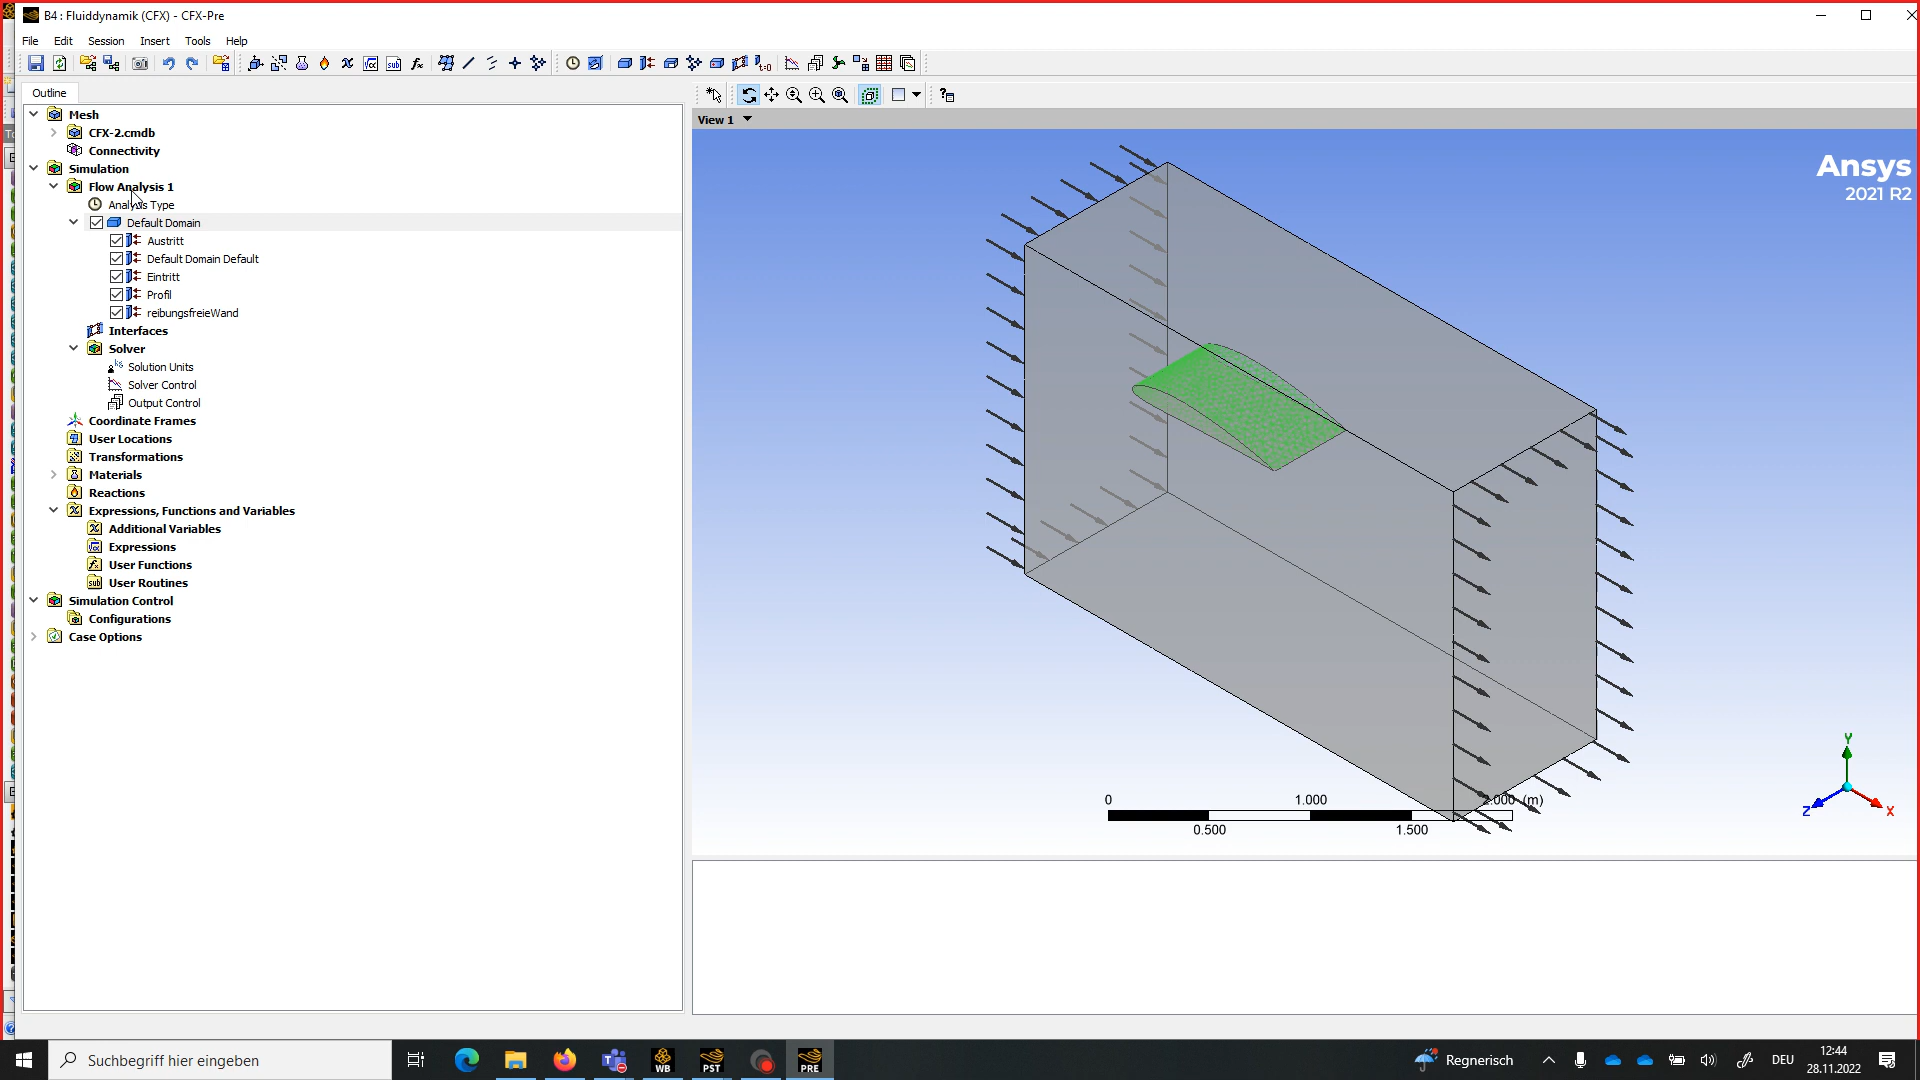 B4 : Fluiddynamik (CFX) - CFX-Pre
File Edit Session Insert Tools Help
Outline
Mesh
CFX-2.cmdb
Connectivity
Simulation
Flow Analysis 1
Analysis Type
Default Domain
Austritt
Default Domain Default
Eintritt
Profil
reibungsfreieWand
Interfaces
Solver
Solution Units
Solver Control
Output Control
Coordinate Frames
User Locations
Transformations
Materials
Reactions
Expressions, Functions and Variables
Additional Variables
Expressions
User Functions
User Routines
Simulation Control
Configurations
Case Options
View 1
Ansys
2021 R2
0 1.000 2.000 (m)
0.500 1.500
Y
Z X
Suchbegriff hier eingeben
WB PST PRE
Regnerisch
DEU
12:44
28.11.2022